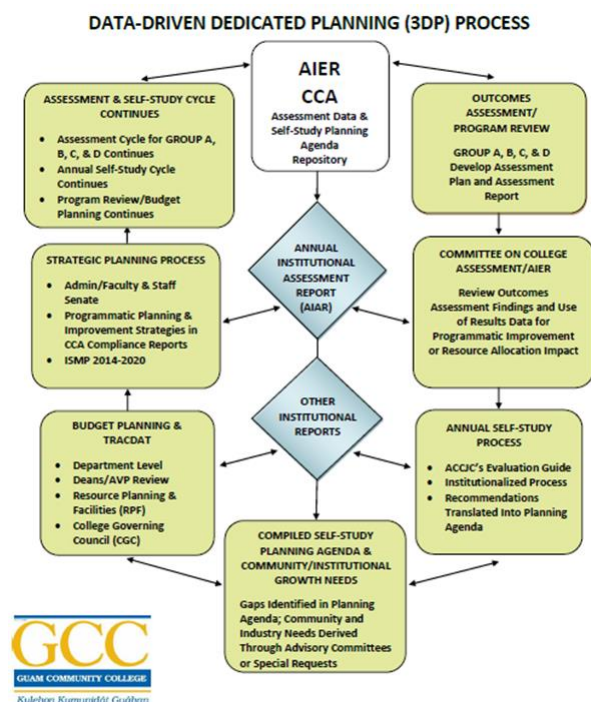 DATA-DRIVEN DEDICATED PLANNING (3DP) PROCESS
AIER
CCA
Assessment Data &
Self-Study Planning
Agenda
Repository
ASSESSMENT & SELF-STUDY CYCLE
CONTINUES
• Assessment Cycle for GROUP A,
B, C, & D Continues
• Annual Self-Study Cycle
Continues
• Program Review/Budget
Planning Continues
OUTCOMES
ASSESSMENT/
PROGRAM REVIEW
GROUP A, B, C, & D
Develop Assessment
Plan and Assessment
Report
ANNUAL
INSTITUTIONAL
ASSESSMENT
REPORT
(AIAR)
STRATEGIC PLANNING PROCESS
• Admin/Faculty & Staff
Senate
• Programmatic Planning &
Improvement Strategies in
CCA Compliance Reports
• ISMP 2014-2020
COMMITTEE ON COLLEGE
ASSESSMENT/AIER
Review Outcomes
Assessment Findings and Use
of Results Data for
Programmatic Improvement
or Resource Allocation Impact
OTHER
INSTITUTIONAL
REPORTS
BUDGET PLANNING &
TRACDAT
• Department Level
• Deans/AVP Review
• Resource Planning &
Facilities (RPF)
• College Governing
Council (CGC)
ANNUAL SELF-STUDY
PROCESS
• ACCJC's Evaluation Guide
• Institutionalized Process
• Recommendations
Translated Into Planning
Agenda
COMPILED SELF-STUDY
PLANNING AGENDA &
COMMUNITY/INSTITUTIONAL
GROWTH NEEDS
Gaps Identified in Planning
Agenda; Community and
Industry Needs Derived
Through Advisory Committees
or Special Requests
GCC
GUAM COMMUNITY COLLEGE
Kulehon Kumunidåt Guåhan